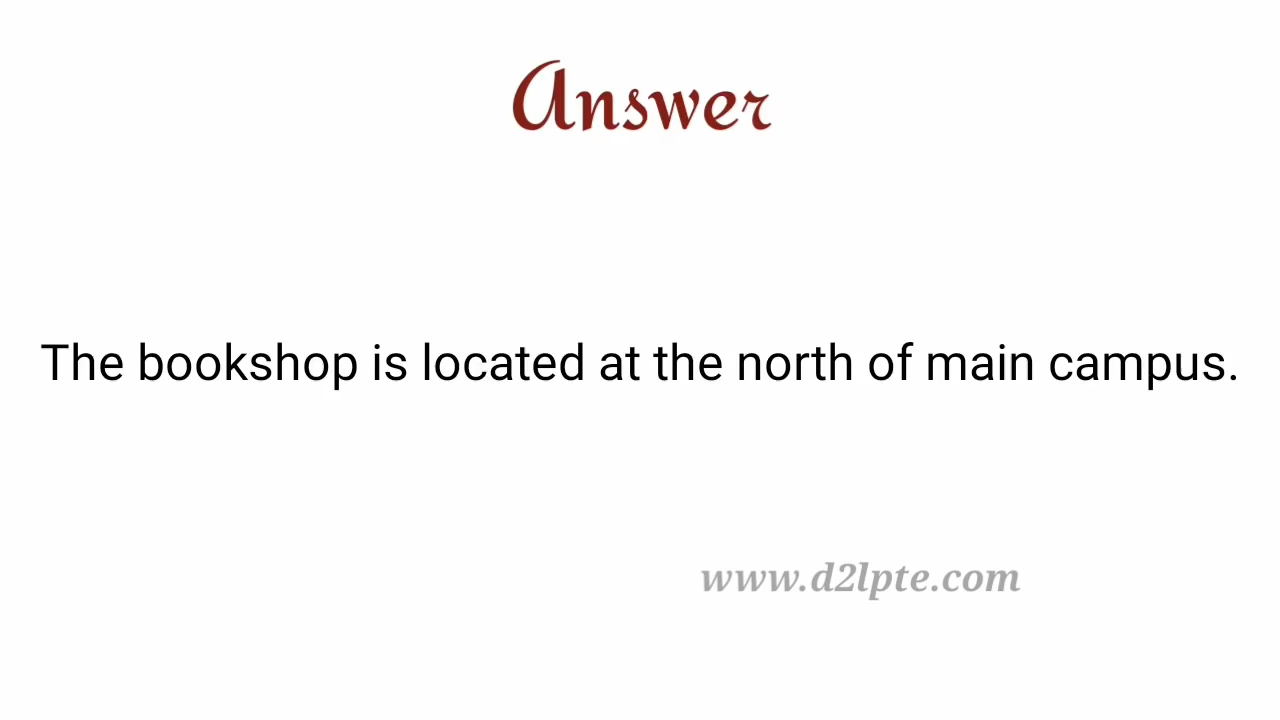 Answer
The bookshop is located at the north of main campus.
www.d2lpte.com